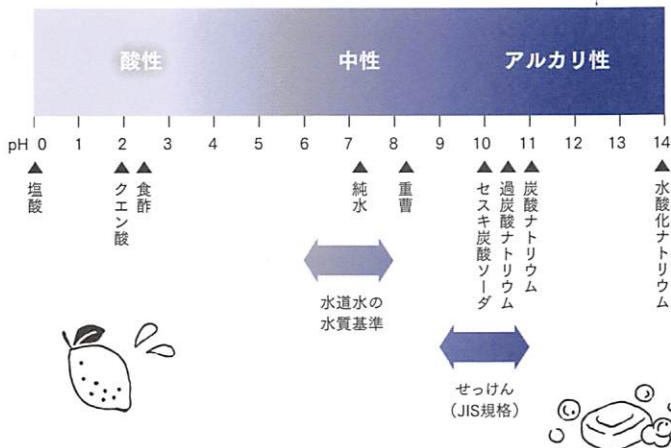 酸性 中性 アルカリ性
pH 0 1 2 3 4 5 6 7 8 9 10 11 12 13 14
塩酸
クエン酸
食酢
純水
重曹
セスキ炭酸ソーダ
過炭酸ナトリウム
炭酸ナトリウム
水酸化ナトリウム
水道水の
水質基準
せっけん
（JIS規格）